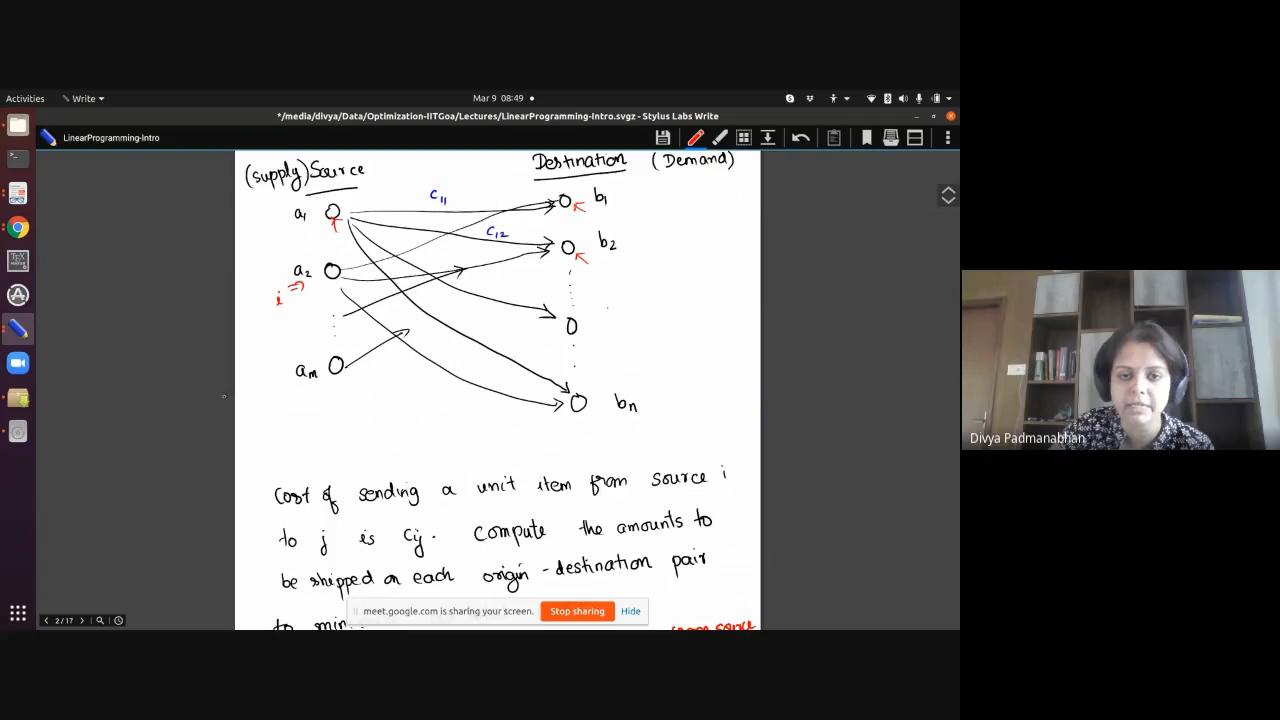 Activities
Write
Mar 9 08:49
*/media/divya/Data/Optimization-IITGoa/Lectures/LinearProgramming-Intro.svgz - Stylus Labs Write
LinearProgramming-Intro
(supply) Source Destination (Demand)
a1 c11 b1
c12 b2
a2
i ⇒
am
bn
Cost of sending a unit item from source i
to j is Cij. Compute the amounts to
be shipped on each origin-destination pair
meet.google.com is sharing your screen. Stop sharing Hide
to min
source
2/17
Divya Padmanabhan